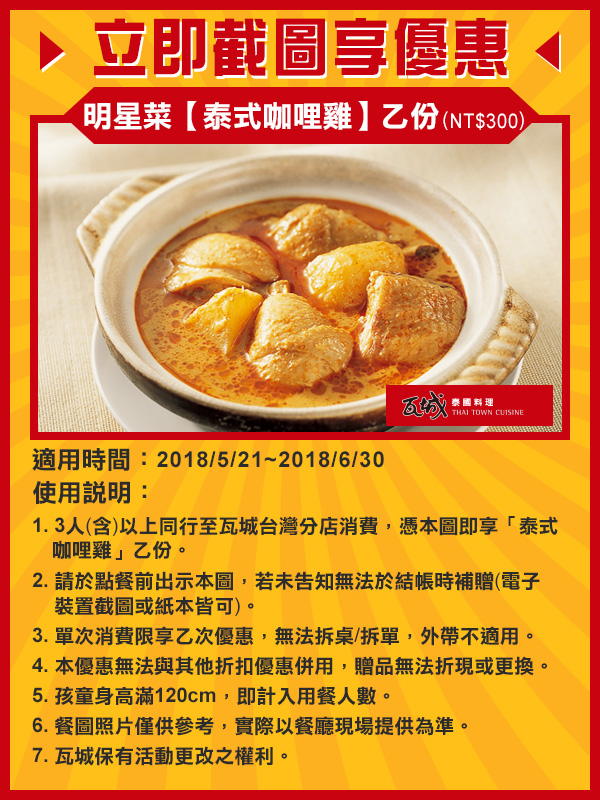 立即截圖享優惠
明星菜【泰式咖哩雞】乙份(NT$300)
瓦城 泰國料理
THAI TOWN CUISINE
適用時間：2018/5/21~2018/6/30
使用說明：
1. 3人(含)以上同行至瓦城台灣分店消費，憑本圖即享「泰式
咖哩雞」乙份。
2. 請於點餐前出示本圖，若未告知無法於結帳時補贈(電子
裝置截圖或紙本皆可)。
3. 單次消費限享乙次優惠，無法拆桌/拆單，外帶不適用。
4. 本優惠無法與其他折扣優惠併用，贈品無法折現或更換。
5. 孩童身高滿120cm，即計入用餐人數。
6. 餐圖照片僅供參考，實際以餐廳現場提供為準。
7. 瓦城保有活動更改之權利。